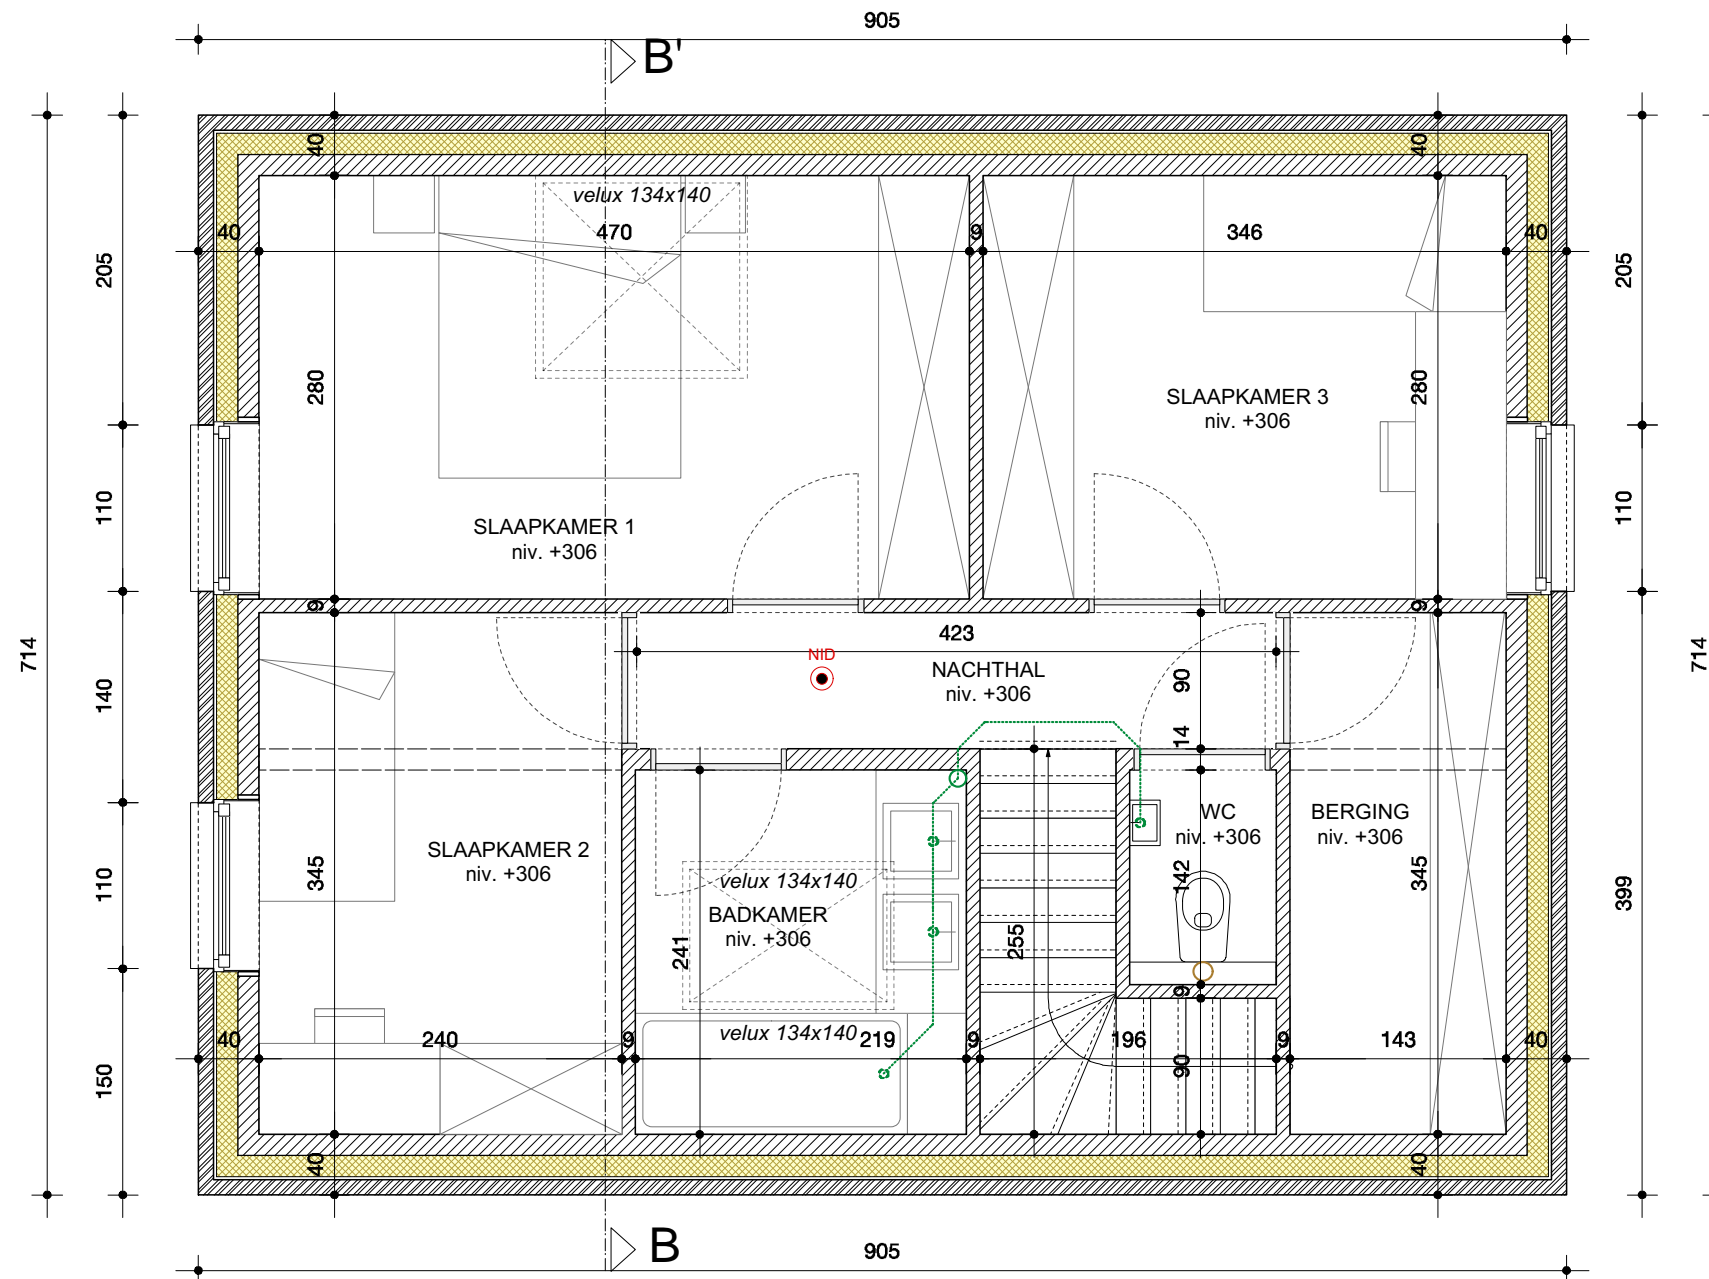 905
B'
40
40
velux 134x140
40
470
9
346
40
205
205
280
280
SLAAPKAMER 3
niv. +306
110
110
SLAAPKAMER 1
niv. +306
9
9
423
NID
NACHTHAL
niv. +306
714
714
140
90
14
WC
niv. +306
BERGING
niv. +306
SLAAPKAMER 2
niv. +306
345
142
345
110
399
velux 134x140
BADKAMER
niv. +306
241
255
9
velux 134x140
40
240
9
219
9
196
9
143
40
90
150
40
40
B
905